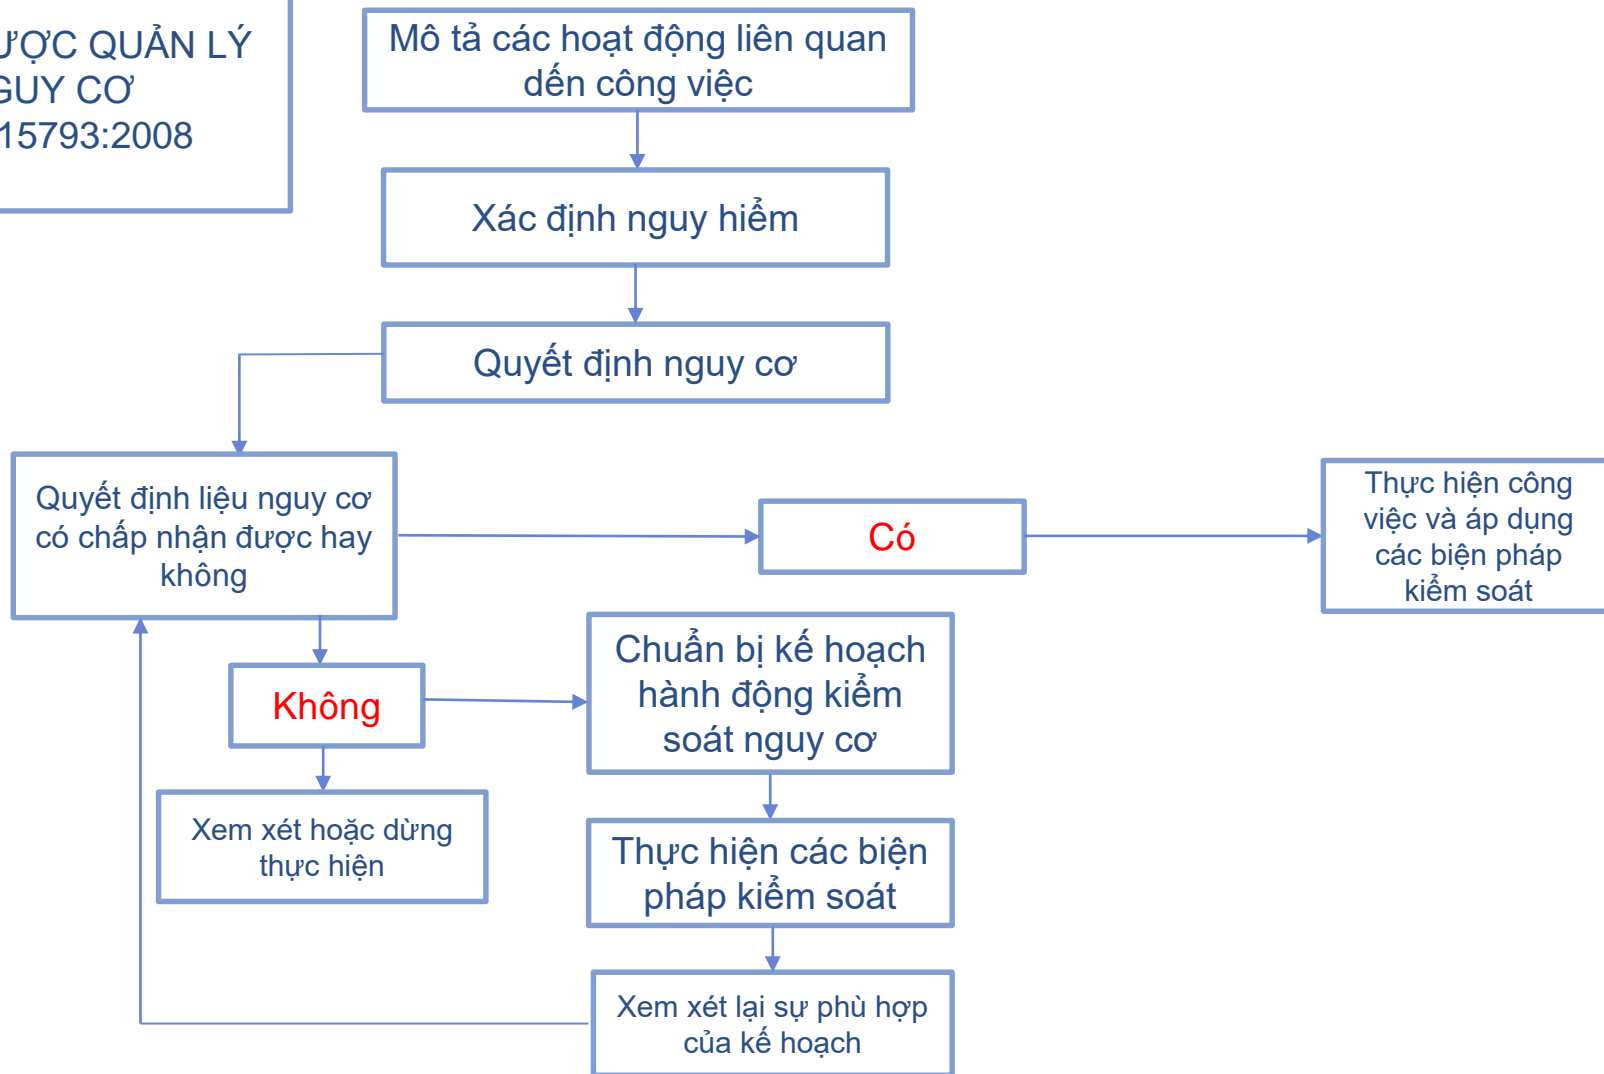 ƯỢC QUẢN LÝ
GUY CƠ
15793:2008
Mô tả các hoạt động liên quan
dến công việc
Xác định nguy hiểm
Quyết định nguy cơ
Quyết định liệu nguy cơ
có chấp nhận được hay
không
Có
Thực hiện công
việc và áp dụng
các biện pháp
kiểm soát
Không
Chuẩn bị kế hoạch
hành động kiểm
soát nguy cơ
Xem xét hoặc dừng
thực hiện
Thực hiện các biện
pháp kiểm soát
Xem xét lại sự phù hợp
của kế hoạch